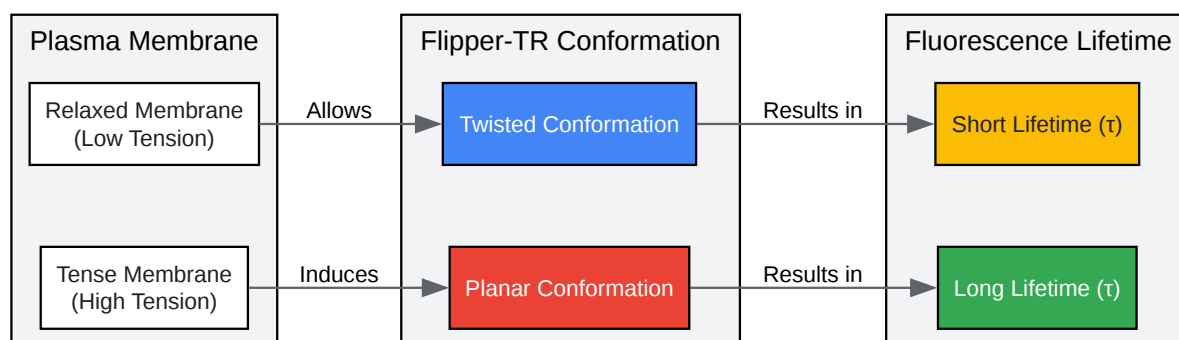 Plasma Membrane
Flipper-TR Conformation
Fluorescence Lifetime
Relaxed Membrane
(Low Tension)
Allows
Twisted Conformation
Results in
Short Lifetime (τ)
Tense Membrane
(High Tension)
Induces
Planar Conformation
Results in
Long Lifetime (τ)